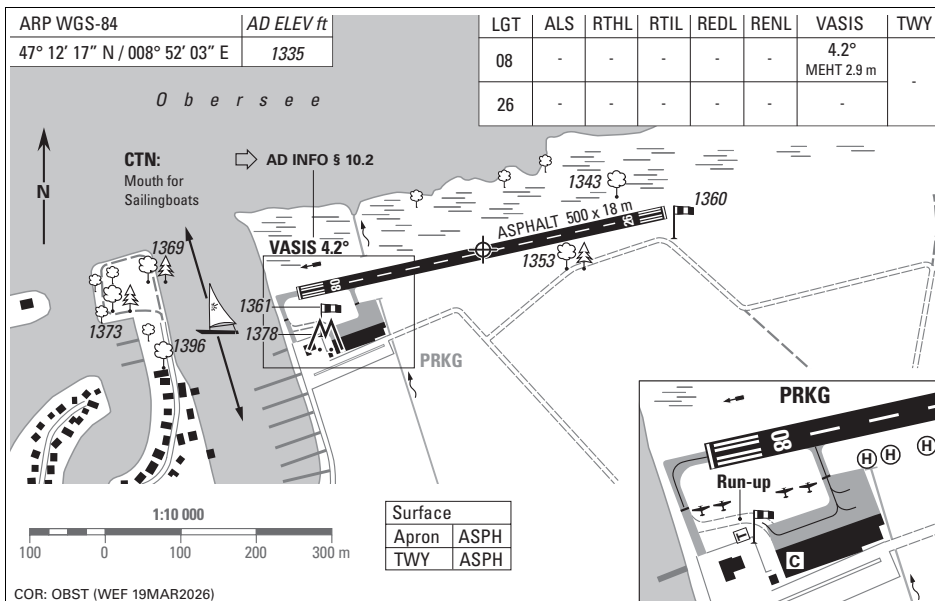 ARP WGS-84 AD ELEV ft
47° 12' 17" N / 008° 52' 03" E 1335
LGT ALS RTHL RTIL REDL RENL VASIS TWY
08 - - - - - 4.2° MEHT 2.9 m -
26 - - - - - -
Obersee
N
CTN:
Mouth for
Sailingboats
AD INFO § 10.2
VASIS 4.2°
ASPHALT 500 x 18 m
08
26
1343
1360
1353
1369
1361
1378
1373
1396
PRKG
PRKG
08
H H H
Run-up
T
C
1:10 000
100 0 100 200 300 m
Surface
Apron ASPH
TWY ASPH
COR: OBST (WEF 19MAR2026)